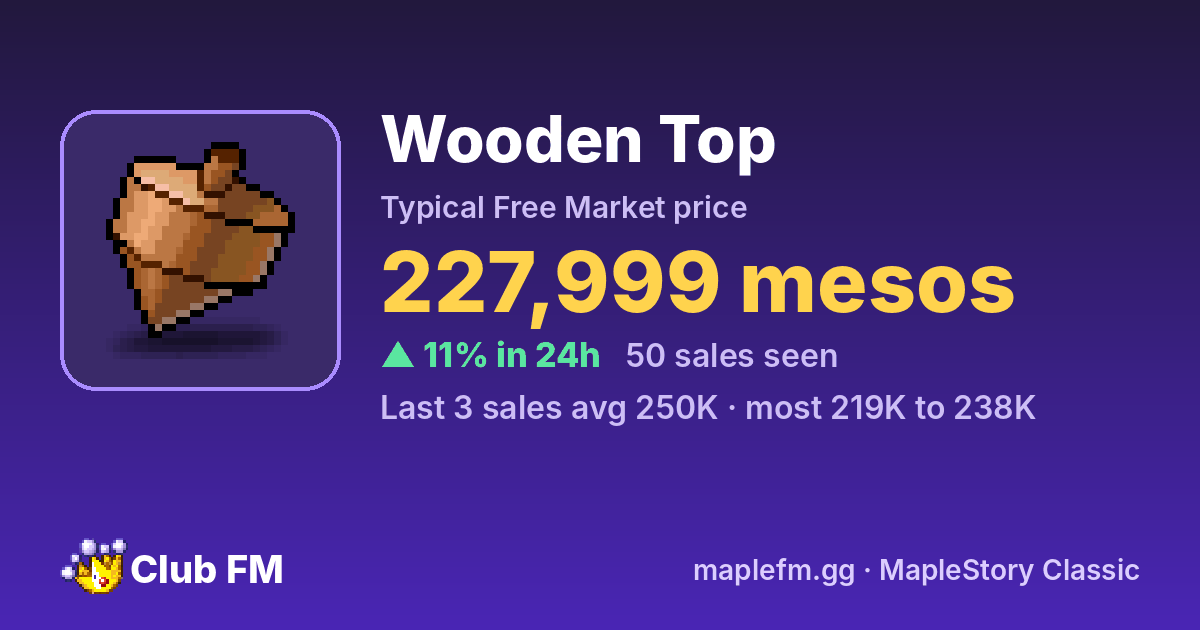 Wooden Top
Typical Free Market price
227,999 mesos
▲ 11% in 24h 50 sales seen
Last 3 sales avg 250K · most 219K to 238K
Club FM
maplefm.gg · MapleStory Classic